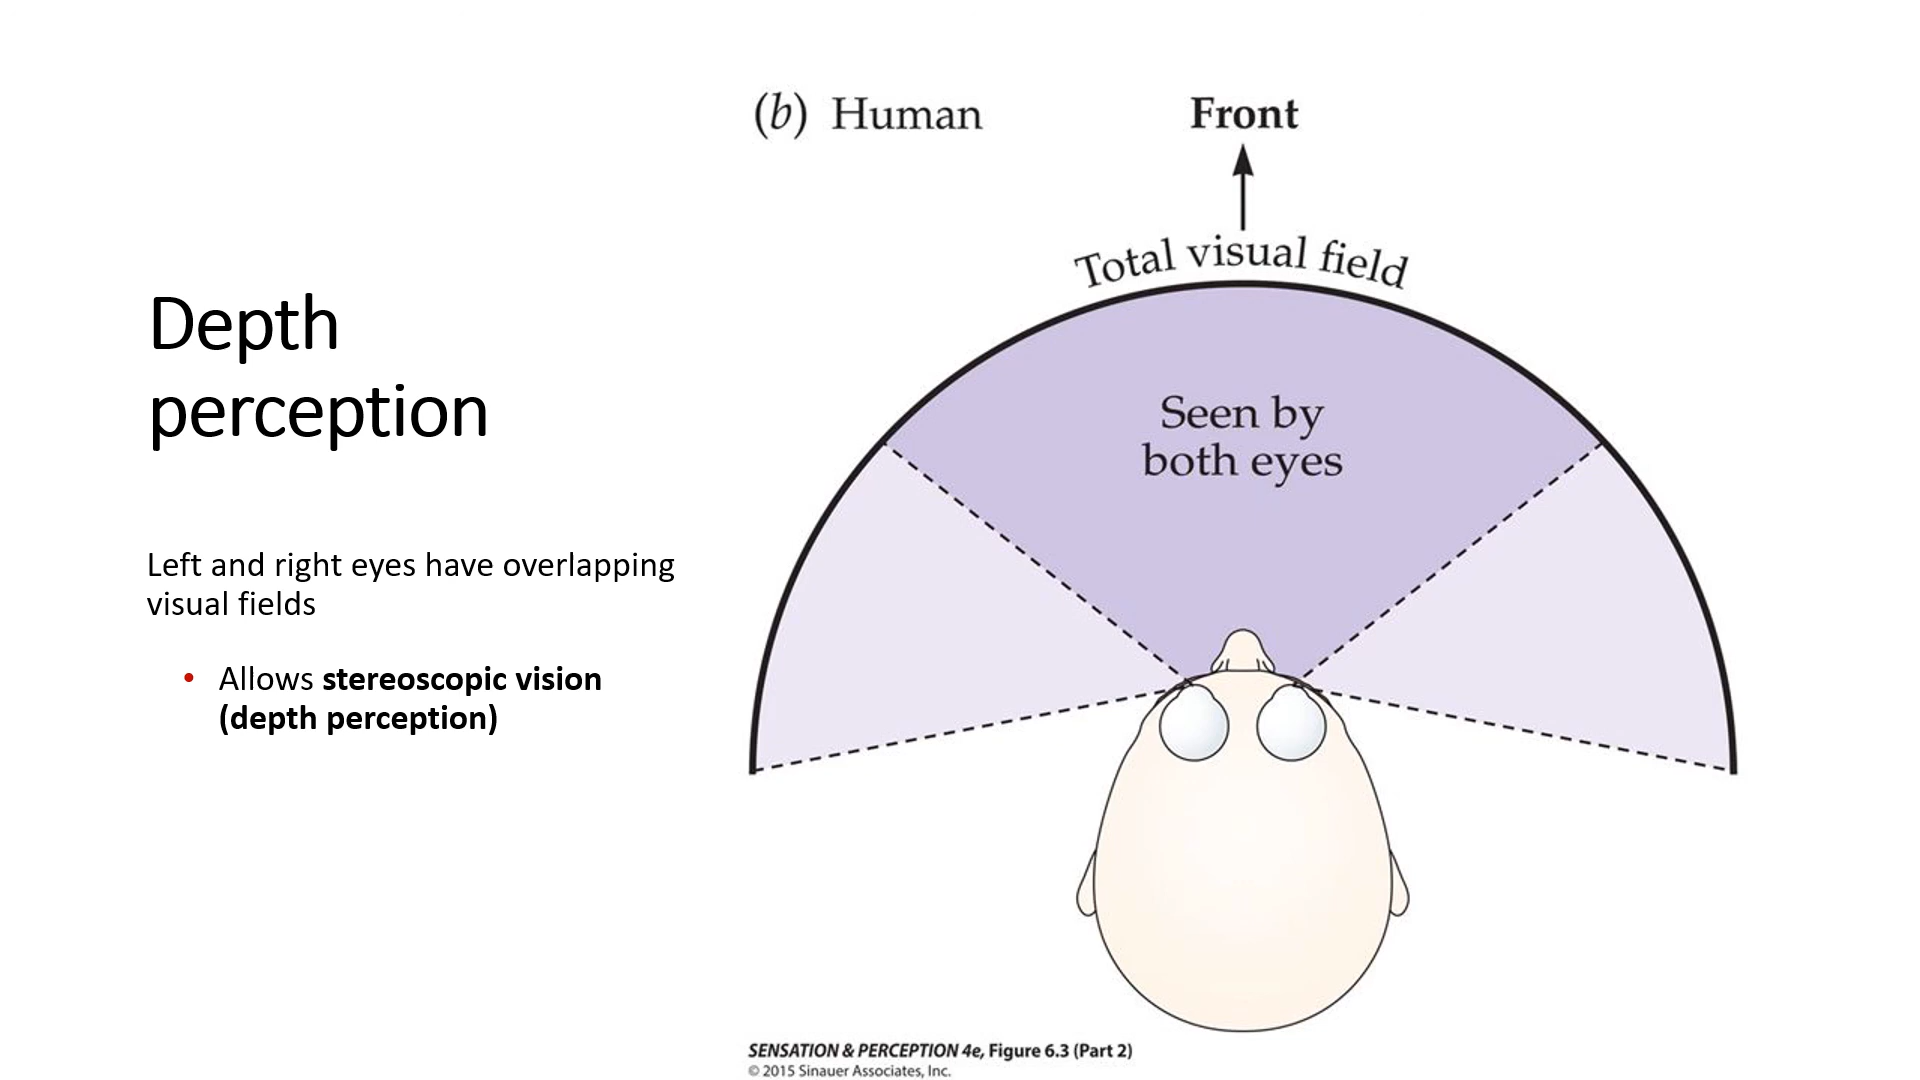 Depth
perception
Left and right eyes have overlapping
visual fields
• Allows stereoscopic vision
(depth perception)
(b) Human
Front
Total visual field
Seen by
both eyes
SENSATION & PERCEPTION 4e, Figure 6.3 (Part 2)
© 2015 Sinauer Associates, Inc.